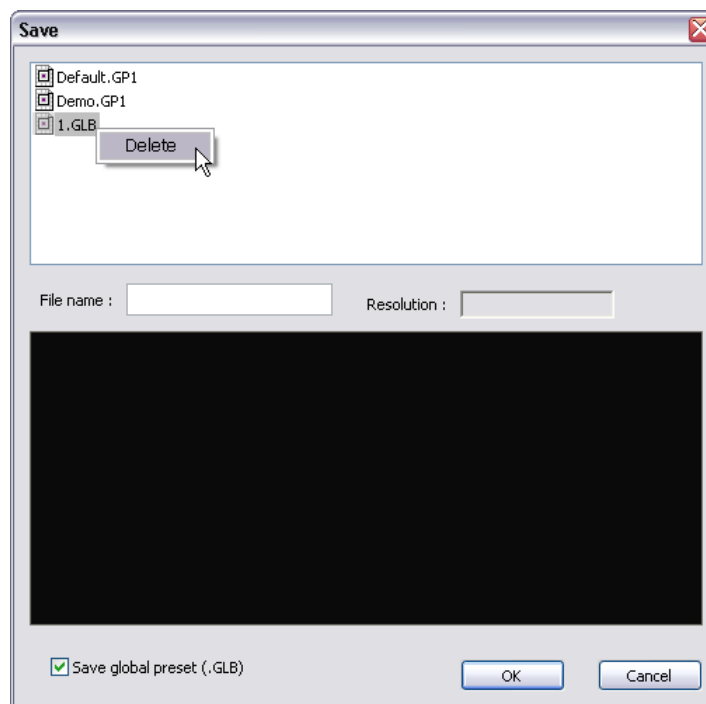 Save
Default.GP1
Demo.GP1
1.GLB
Delete
File name :
Resolution :
Save global preset (.GLB)
OK
Cancel